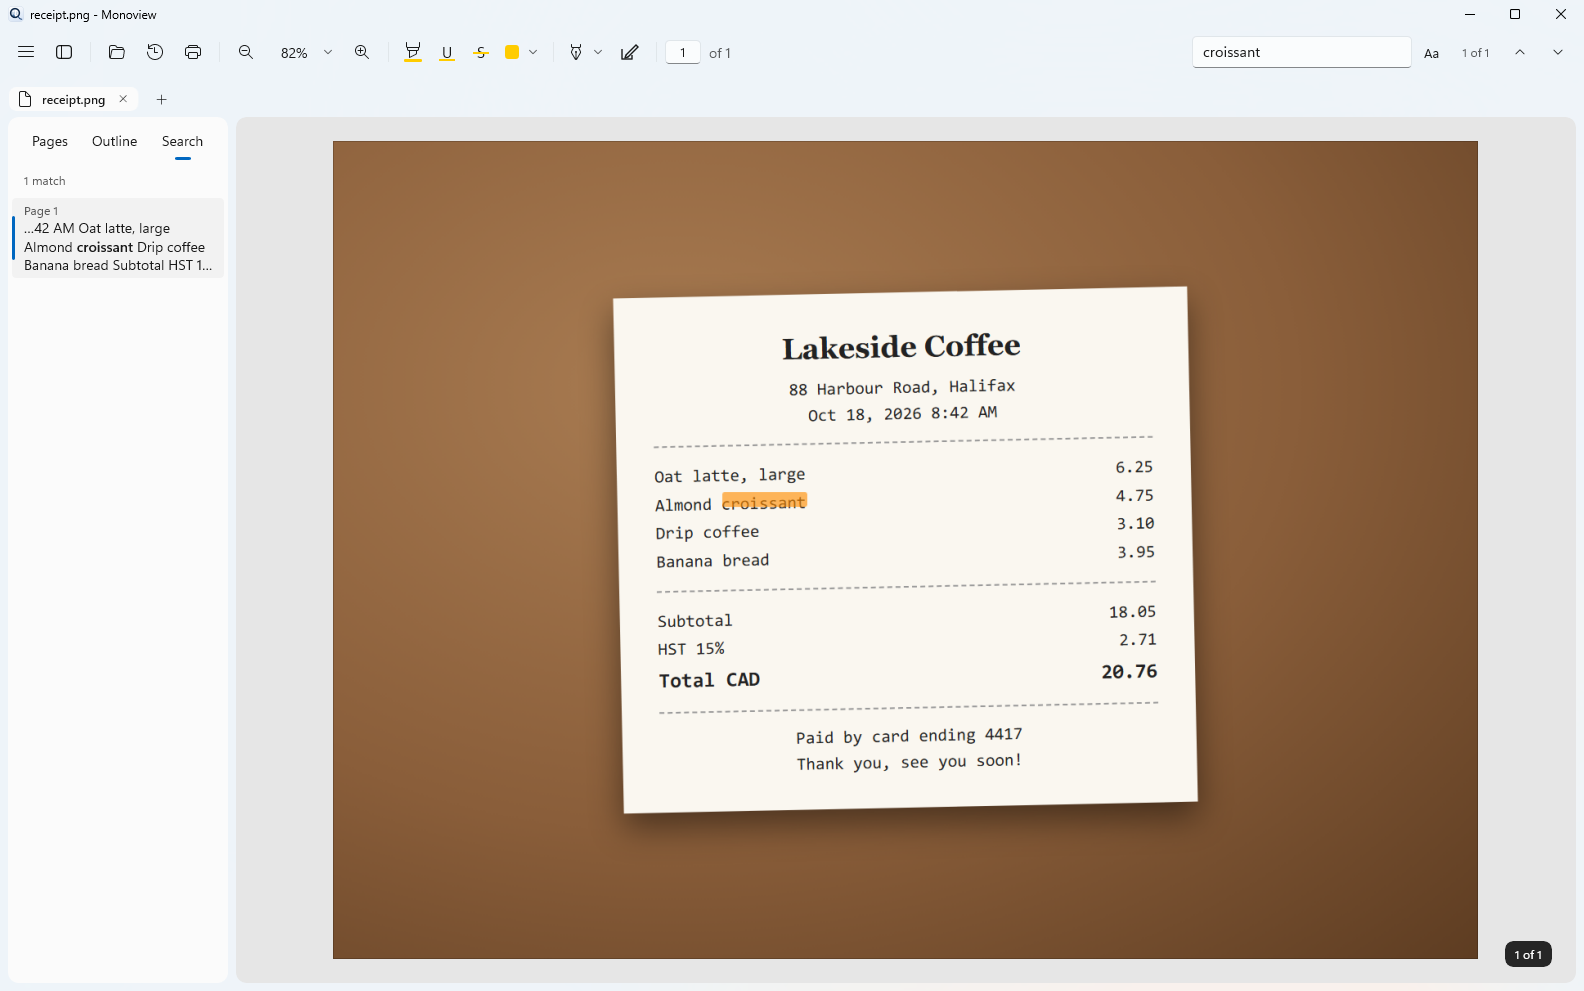 receipt.png - Monoview
82%
U
S
1 of 1
croissant
Aa
1 of 1
receipt.png
Pages Outline Search
1 match
Page 1
...42 AM Oat latte, large
Almond croissant Drip coffee
Banana bread Subtotal HST 1...
Lakeside Coffee
88 Harbour Road, Halifax
Oct 18, 2026 8:42 AM
Oat latte, large 6.25
Almond croissant 4.75
Drip coffee 3.10
Banana bread 3.95
Subtotal 18.05
HST 15% 2.71
Total CAD 20.76
Paid by card ending 4417
Thank you, see you soon!
1 of 1